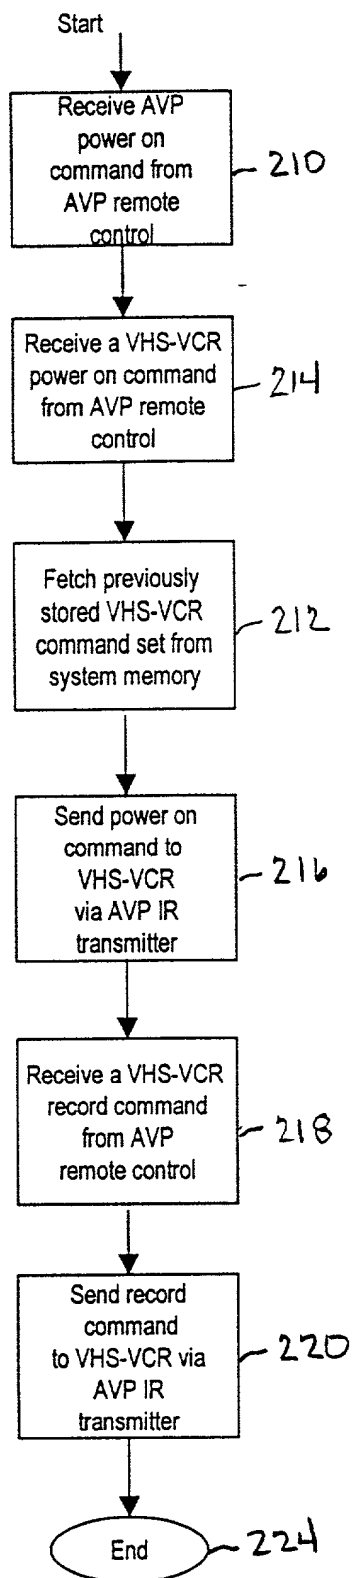 Start
Receive AVP
power on
command from
AVP remote
control
210
Receive a VHS-VCR
power on command
from AVP remote
control
214
Fetch previously
stored VHS-VCR
command set from
system memory
212
Send power on
command to
VHS-VCR
via AVP IR
transmitter
216
Receive a VHS-VCR
record command
from AVP
remote control
218
Send record
command
to VHS-VCR via
AVP IR
transmitter
220
End
224